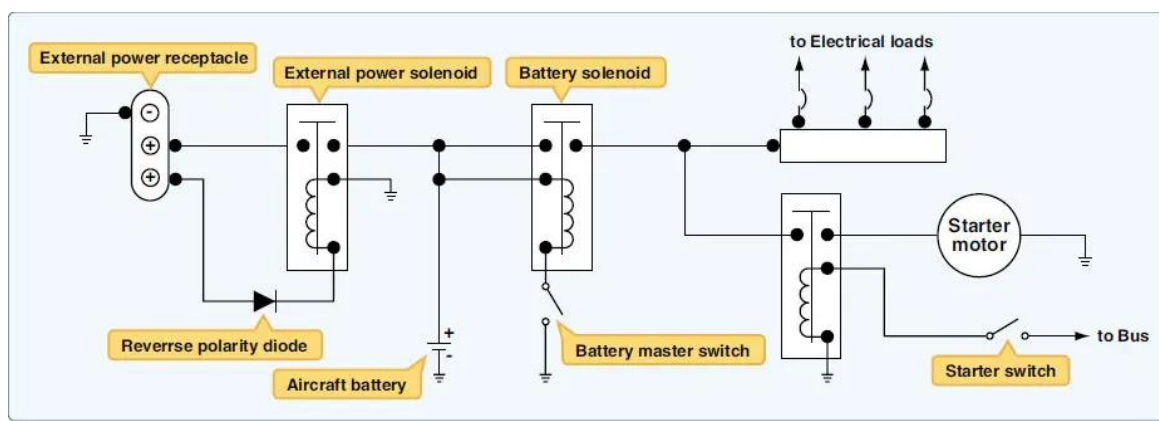 to Electrical loads
External power receptacle
External power solenoid
Battery solenoid
-
+
+
Starter
motor
Reverrse polarity diode
+
-
Aircraft battery
Battery master switch
to Bus
Starter switch